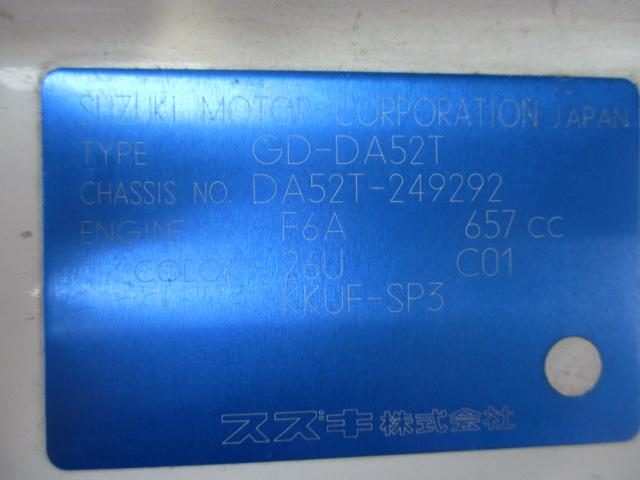 SUZUKI MOTOR CORPORATION JAPAN
TYPE GD-DA52T
CHASSIS NO. DA52T-249292
ENGINE F6A 657 cc
COLOR 26U C01
KKUF-SP3
スズキ株式会社